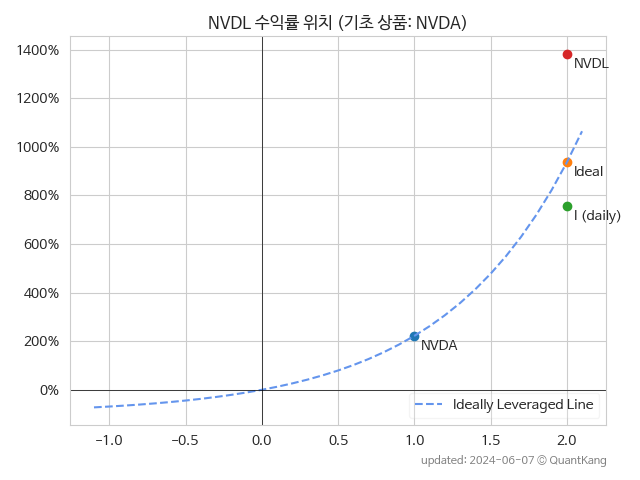 NVDL 수익률 위치 (기초 상품: NVDA)
1400%
1200%
1000%
800%
600%
400%
200%
0%
NVDL
Ideal
I (daily)
NVDA
Ideally Leveraged Line
−1.0
−0.5
0.0
0.5
1.0
1.5
2.0
updated: 2024-06-07 © QuantKang